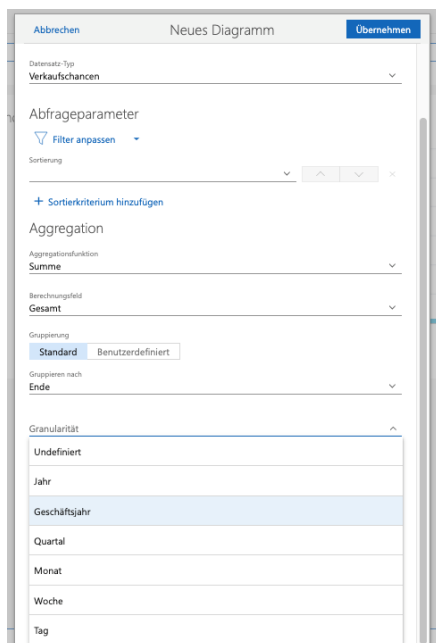 Abbrechen Neues Diagramm Übernehmen
Datensatz-Typ
Verkaufschancen
Abfrageparameter
Filter anpassen
Sortierung
+ Sortierkriterium hinzufügen
Aggregation
Aggregationsfunktion
Summe
Berechnungsfeld
Gesamt
Gruppierung
Standard Benutzerdefiniert
Gruppieren nach
Ende
Granularität
Undefiniert
Jahr
Geschäftsjahr
Quartal
Monat
Woche
Tag